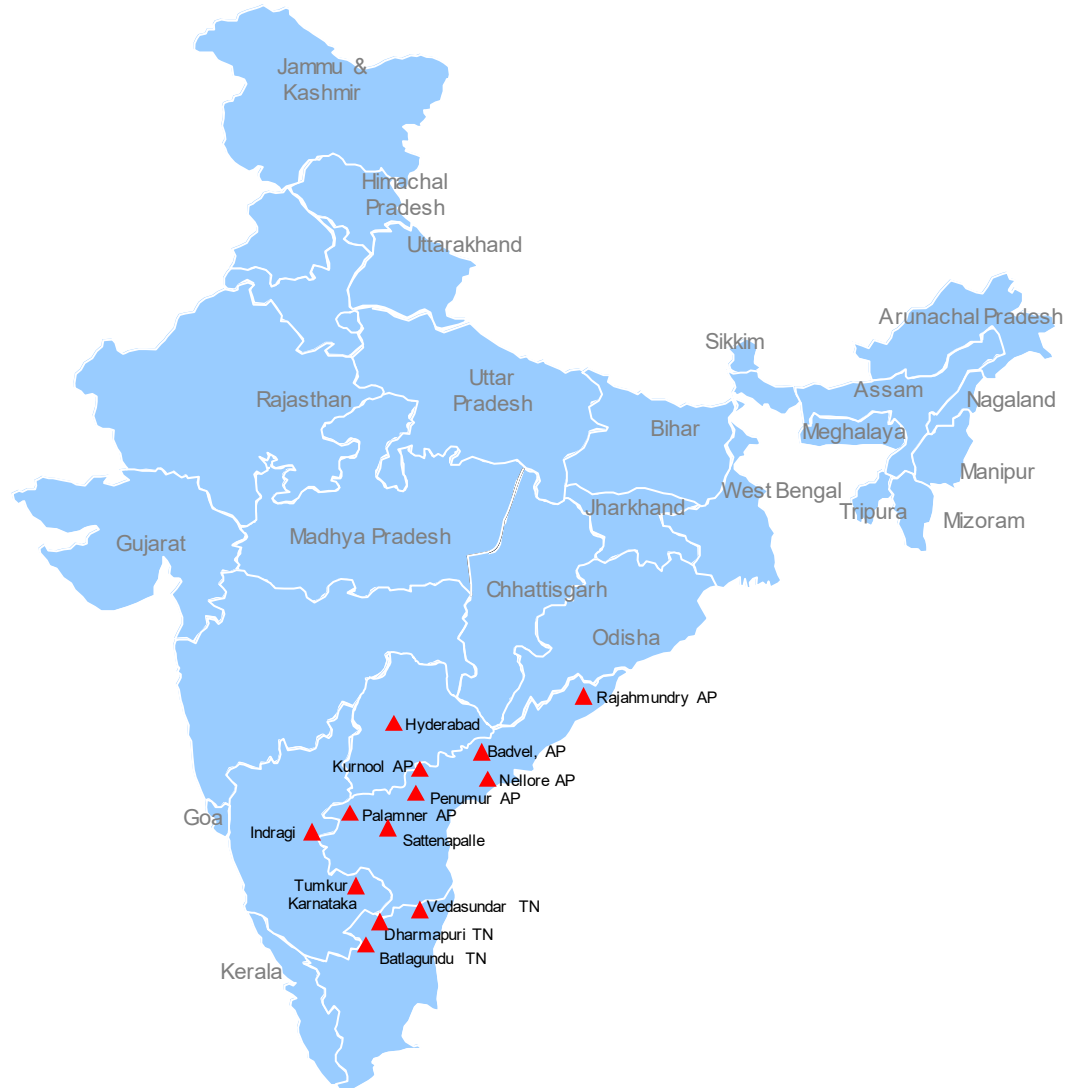 Jammu &
Kashmir
Himachal
Pradesh
Uttarakhand
Arunachal Pradesh
Sikkim
Uttar
Pradesh
Assam
Rajasthan
Nagaland
Bihar
Meghalaya
Manipur
West Bengal
Jharkhand
Tripura
Mizoram
Madhya Pradesh
Gujarat
Chhattisgarh
Odisha
Rajahmundry AP
Hyderabad
Badvel, AP
Kurnool AP
Nellore AP
Penumur AP
Palamner AP
Goa
Indragi
Sattenapalle
Tumkur
Karnataka
Vedasundar TN
Dharmapuri TN
Batlagundu TN
Kerala